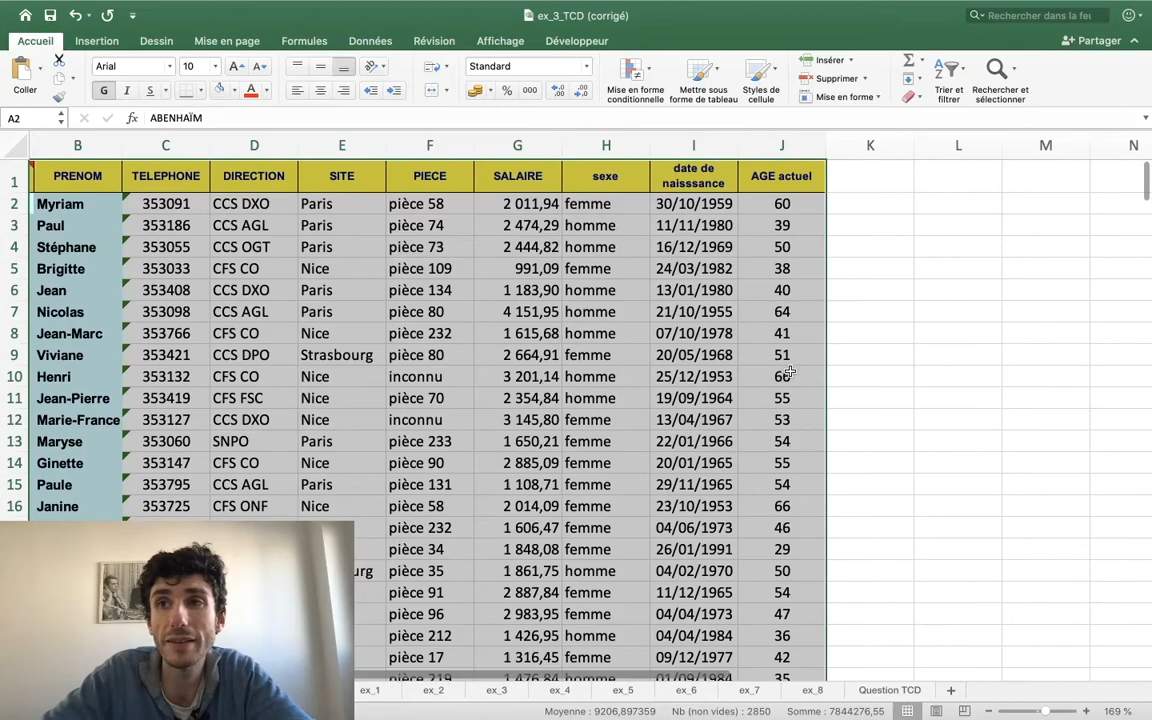 ex_3_TCD (corrigé)
Rechercher dans la feu
Accueil Insertion Dessin Mise en page Formules Données Révision Affichage Développeur
Partager
Coller
Arial 10
G I S
Standard
% 000
Mise en forme conditionnelle
Mettre sous forme de tableau
Styles de cellule
Insérer
Supprimer
Mise en forme
Trier et filtrer
Rechercher et sélectionner
A2 fx ABENHAÏM
B C D E F G H I J K L M N
1 PRENOM TELEPHONE DIRECTION SITE PIECE SALAIRE sexe date de naisssance AGE actuel
2 Myriam 353091 CCS DXO Paris pièce 58 2 011,94 femme 30/10/1959 60
3 Paul 353186 CCS AGL Paris pièce 74 2 474,29 homme 11/11/1980 39
4 Stéphane 353055 CCS OGT Paris pièce 73 2 444,82 homme 16/12/1969 50
5 Brigitte 353033 CFS CO Nice pièce 109 991,09 femme 24/03/1982 38
6 Jean 353408 CCS DXO Paris pièce 134 1 183,90 homme 13/01/1980 40
7 Nicolas 353098 CCS AGL Paris pièce 80 4 151,95 homme 21/10/1955 64
8 Jean-Marc 353766 CFS CO Nice pièce 232 1 615,68 homme 07/10/1978 41
9 Viviane 353421 CCS DPO Strasbourg pièce 80 2 664,91 femme 20/05/1968 51
10 Henri 353132 CFS CO Nice inconnu 3 201,14 homme 25/12/1953 66
11 Jean-Pierre 353419 CFS FSC Nice pièce 70 2 354,84 homme 19/09/1964 55
12 Marie-France 353127 CCS DXO Nice inconnu 3 145,80 femme 13/04/1967 53
13 Maryse 353060 SNPO Paris pièce 233 1 650,21 femme 22/01/1966 54
14 Ginette 353147 CFS CO Nice pièce 90 2 885,09 femme 20/01/1965 55
15 Paule 353795 CCS AGL Paris pièce 131 1 108,71 femme 29/11/1965 54
16 Janine 353725 CFS ONF Nice pièce 58 2 014,09 femme 23/10/1953 66
pièce 232 1 606,47 femme 04/06/1973 46
pièce 34 1 848,08 femme 26/01/1991 29
urg pièce 35 1 861,75 homme 04/02/1970 50
pièce 91 2 887,84 femme 11/12/1965 54
pièce 96 2 983,95 femme 04/04/1973 47
pièce 212 1 426,95 homme 04/04/1984 36
pièce 17 1 316,45 femme 09/12/1977 42
pièce 219 1 476,84 homme 01/09/1984 35
ex_1 ex_2 ex_3 ex_4 ex_5 ex_6 ex_7 ex_8 Question TCD
Moyenne : 9206,897359 Nb (non vides) : 2850 Somme : 7844276,55 169 %